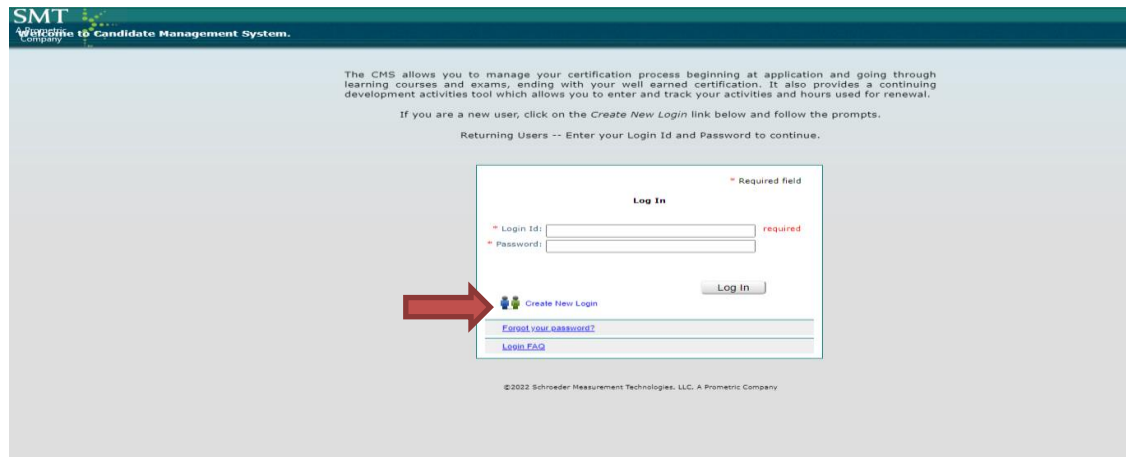 SMT
A Prometric
Company
Welcome to Candidate Management System.
The CMS allows you to manage your certification process beginning at application and going through
learning courses and exams, ending with your well earned certification. It also provides a continuing
development activities tool which allows you to enter and track your activities and hours used for renewal.
If you are a new user, click on the Create New Login link below and follow the prompts.
Returning Users -- Enter your Login Id and Password to continue.
* Required field
Log In
* Login Id: required
* Password:
Log In
Create New Login
Forgot your password?
Login FAQ
©2022 Schroeder Measurement Technologies, LLC, A Prometric Company